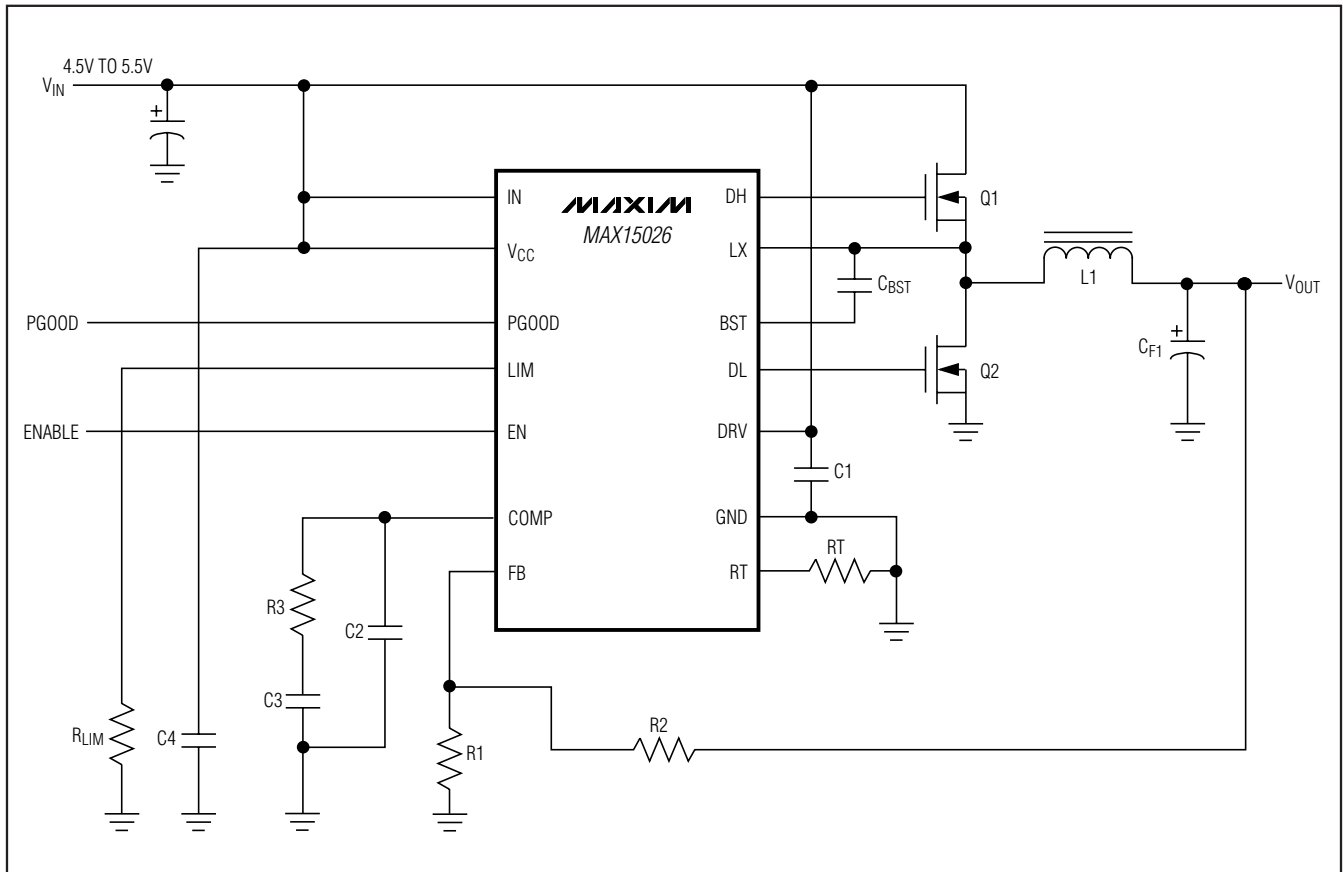 4.5V TO 5.5V
VIN
IN
VCC
PGOOD
PGOOD
LIM
ENABLE
EN
COMP
FB
MAXIM
MAX15026
DH
LX
BST
DL
DRV
GND
RT
Q1
CBST
L1
VOUT
CF1
Q2
C1
RT
R3
C2
C3
RLIM
C4
R1
R2